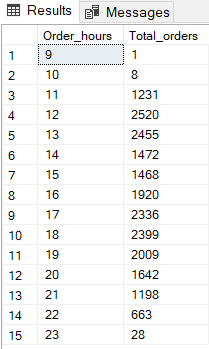 Results Messages
Order_hours Total_orders
1 9 1
2 10 8
3 11 1231
4 12 2520
5 13 2455
6 14 1472
7 15 1468
8 16 1920
9 17 2336
10 18 2399
11 19 2009
12 20 1642
13 21 1198
14 22 663
15 23 28